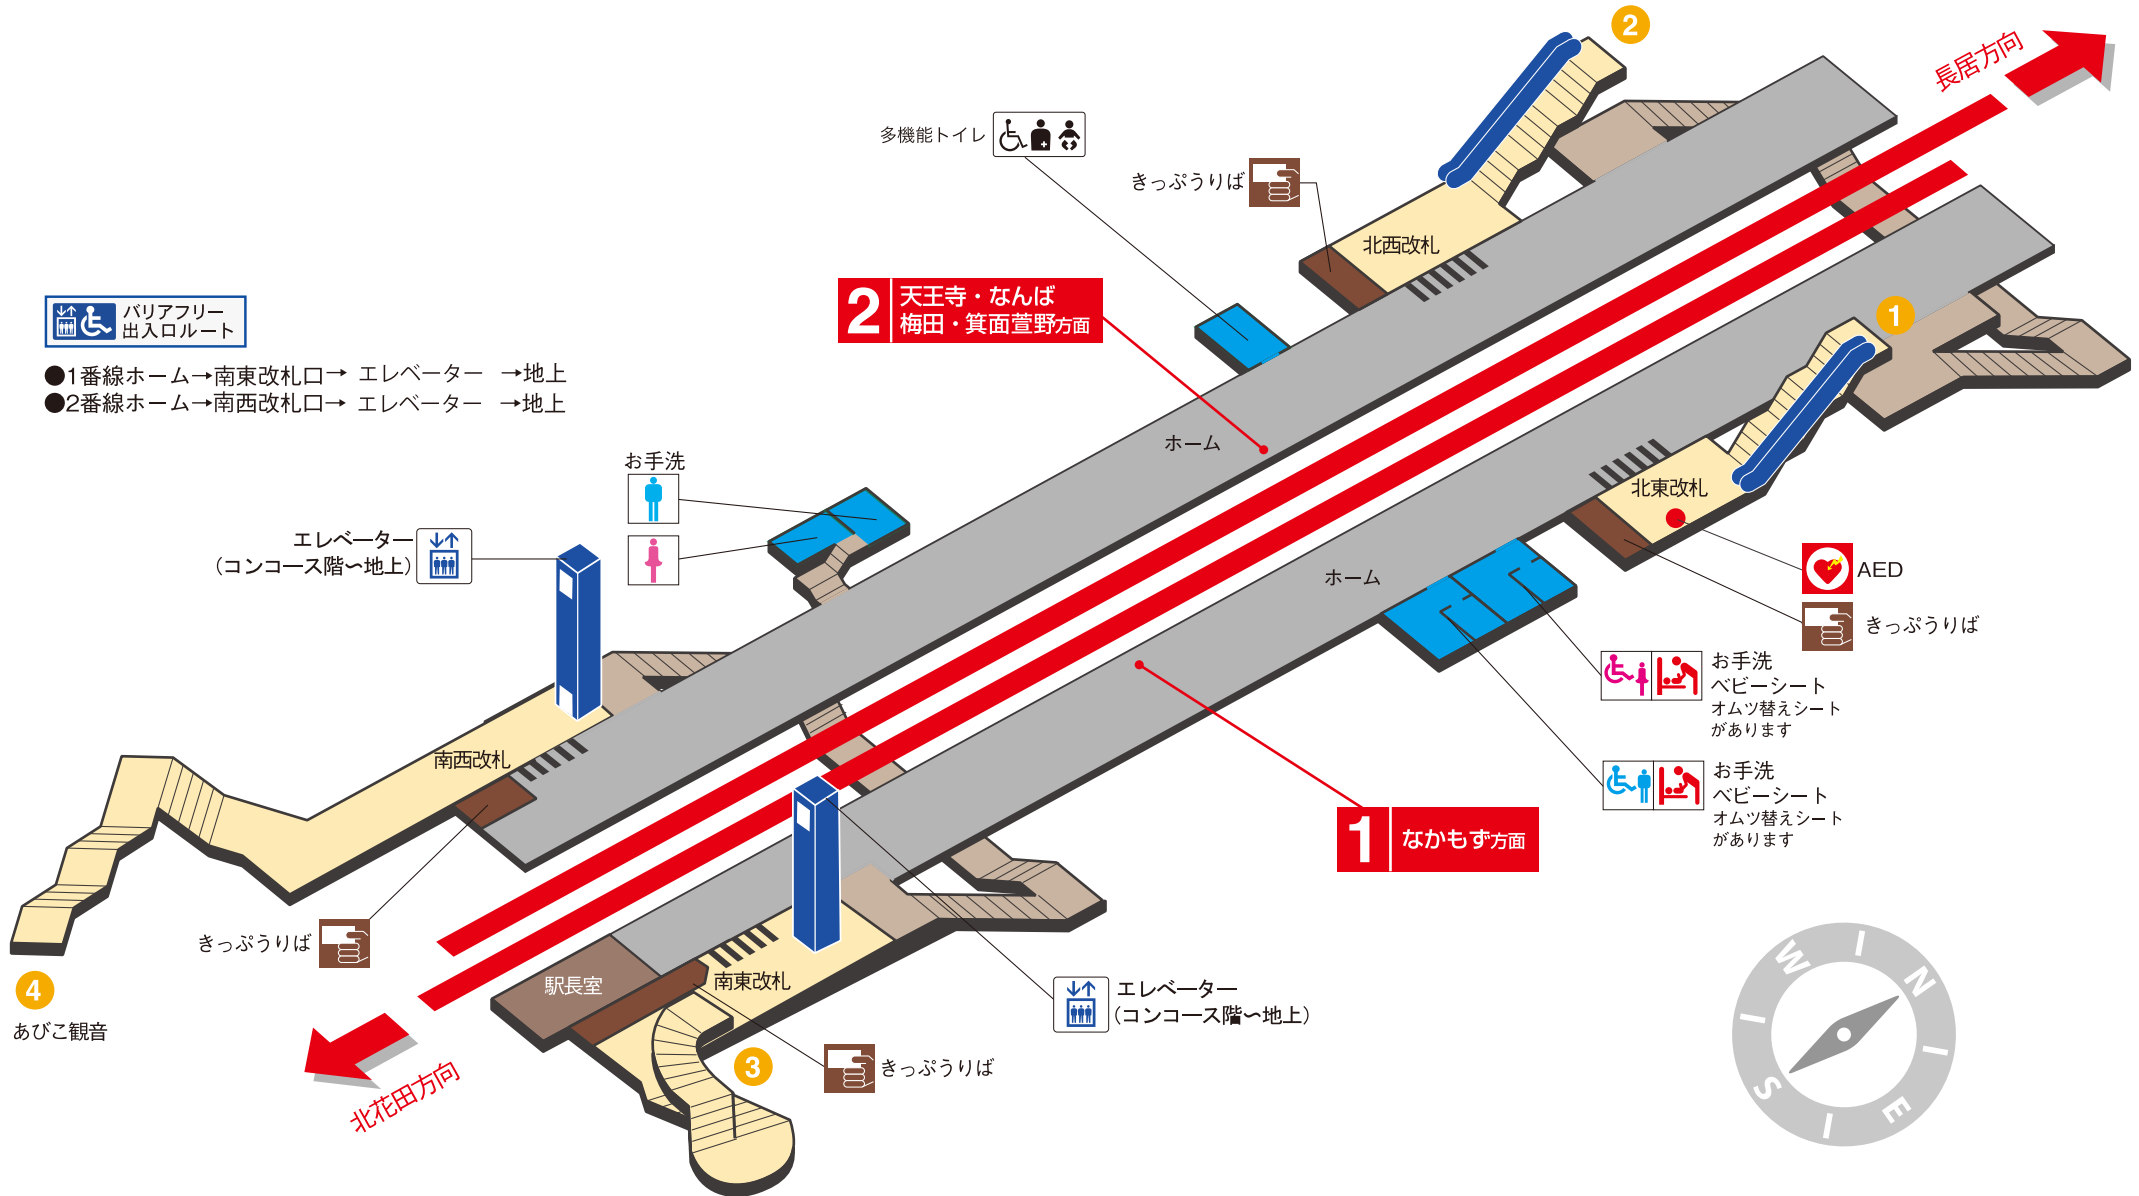 2
長居方向
多機能トイレ
きっぷうりば
北西改札
2 天王寺・なんば
梅田・箕面萱野方面
バリアフリー
出入口ルート
●1番線ホーム→南東改札口→ エレベーター →地上
●2番線ホーム→南西改札口→ エレベーター →地上
1
ホーム
お手洗
北東改札
エレベーター
(コンコース階〜地上)
ホーム
AED
きっぷうりば
お手洗
ベビーシート
オムツ替えシート
があります
南西改札
お手洗
ベビーシート
オムツ替えシート
があります
1 なかもず方面
きっぷうりば
駅長室
南東改札
エレベーター
(コンコース階〜地上)
4
あびこ観音
3
きっぷうりば
北花田方向
N
W
S
E